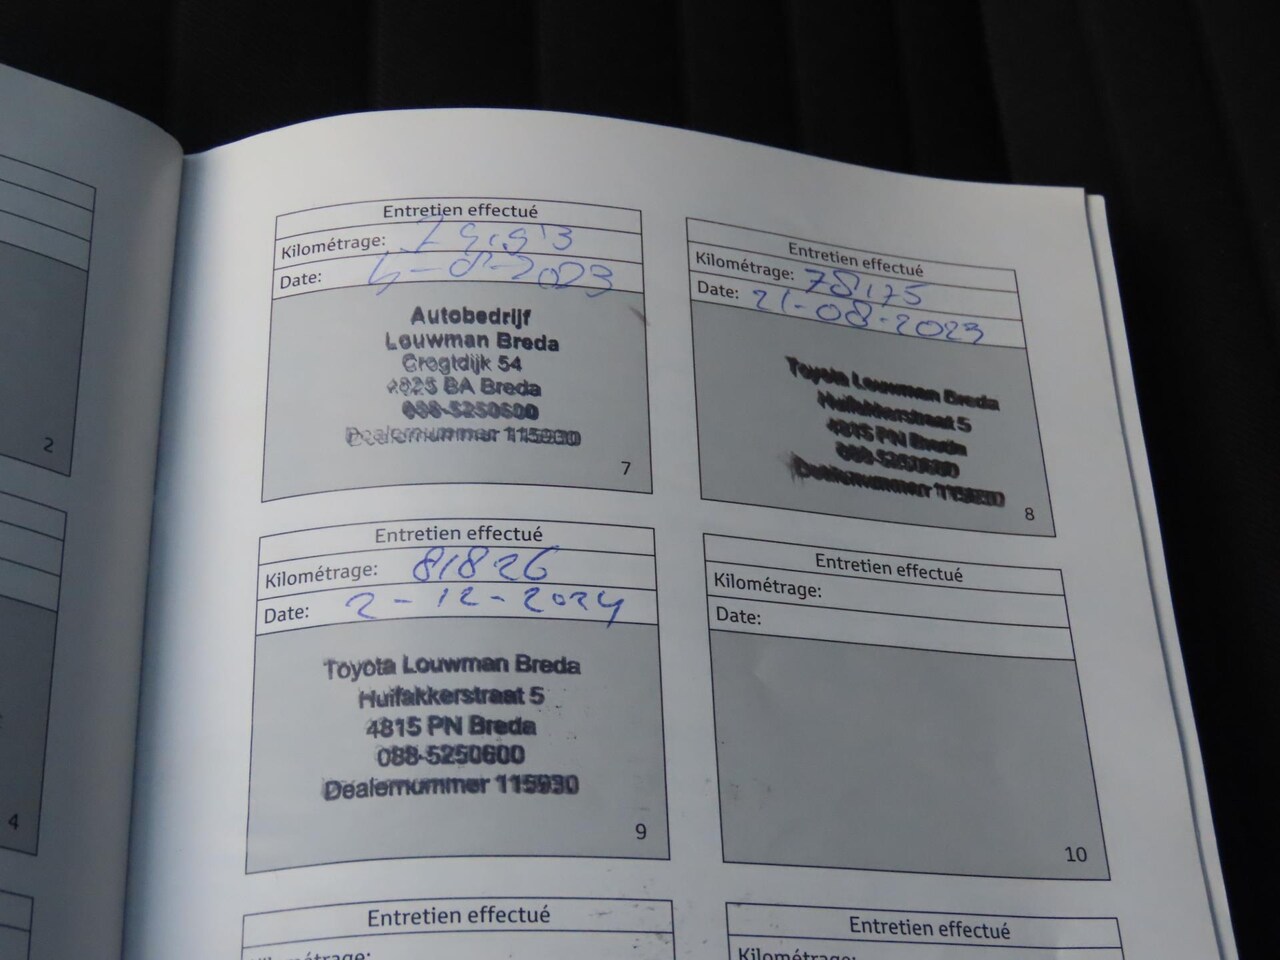 Entretien effectué
Kilométrage:
Date: -2023
Autobedrijf
Louwman Breda
54
4825 BA Breda
088-5250600
Dealernummer 115930
7
Entretien effectué
Kilométrage: 78175
Date: 21-08-2023
Toyota Louwman Breda
Huifakkerstraat 5
4815 PN Breda
088-5250600
Dealernummer 115930
8
Entretien effectué
Kilométrage: 81826
Date: 2-12-2024
Toyota Louwman Breda
Huifakkerstraat 5
4815 PN Breda
088-5250600
Dealernummer 115930
9
Entretien effectué
Kilométrage:
Date:
10
Entretien effectué
Kilométrage:
Entretien effectué
Kilométrage:
2
4